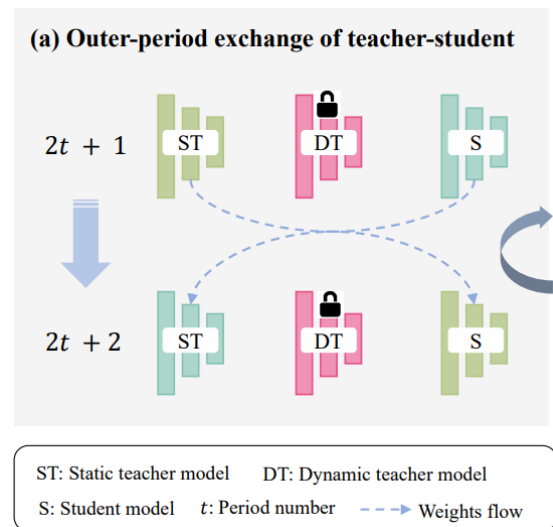 (a) Outer-period exchange of teacher-student
2t + 1
ST
DT
S
2t + 2
ST
DT
S
ST: Static teacher model DT: Dynamic teacher model
S: Student model t: Period number Weights flow